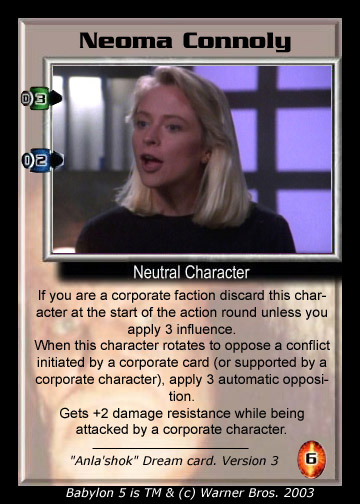 Neoma Connoly
3
2
Neutral Character
If you are a corporate faction discard this char-
acter at the start of the action round unless you
apply 3 influence.
When this character rotates to oppose a conflict
initiated by a corporate card (or supported by a
corporate character), apply 3 automatic opposi-
tion.
Gets +2 damage resistance while being
attacked by a corporate character.
"Anla'shok" Dream card. Version 3
6
Babylon 5 is TM & (c) Warner Bros. 2003